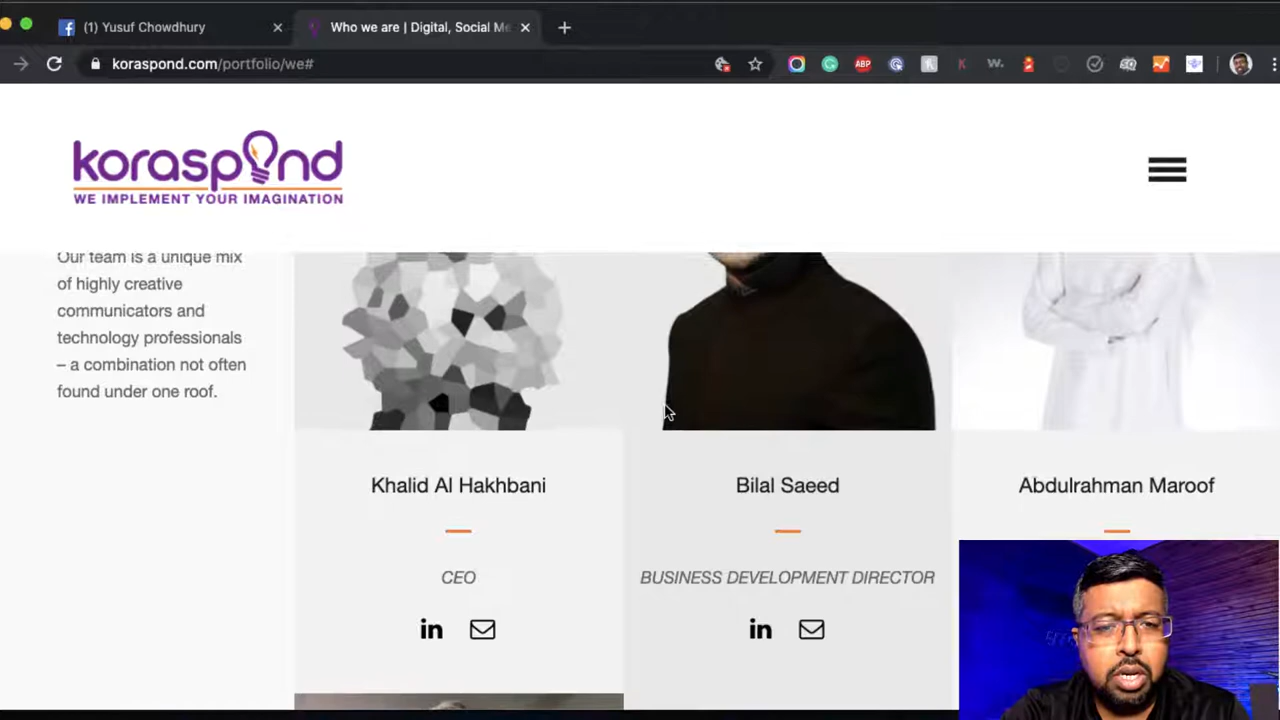 (1) Yusuf Chowdhury
Who we are | Digital, Social Me
koraspond.com/portfolio/we#
ABP
koraspond
WE IMPLEMENT YOUR IMAGINATION
Our team is a unique mix
of highly creative
communicators and
technology professionals
– a combination not often
found under one roof.
Khalid Al Hakhbani
CEO
in
Bilal Saeed
BUSINESS DEVELOPMENT DIRECTOR
in
Abdulrahman Maroof